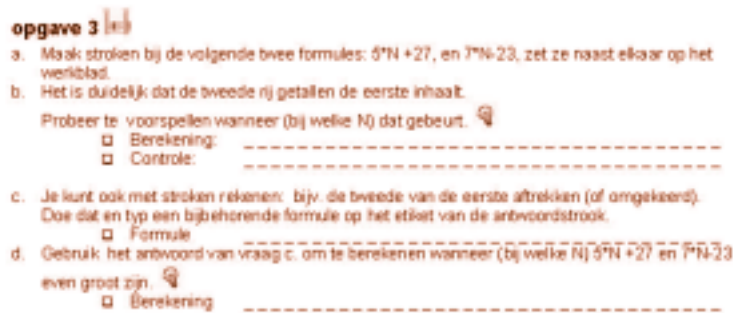 opgave 3
a. Maak stroken bij de volgende twee formules: 5*N +27, en 7*N-23, zet ze naast elkaar op het
werkblad.
b. Het is duidelijk dat de tweede rij getallen de eerste inhaalt.
Probeer te voorspellen wanneer (bij welke N) dat gebeurt.
Berekening:
Controle:
c. Je kunt ook met stroken rekenen: bijv. de tweede van de eerste aftrekken (of omgekeerd).
Doe dat en typ een bijbehorende formule op het etiket van de antwoordstrook.
Formule
d. Gebruik het antwoord van vraag c. om te berekenen wanneer (bij welke N) 5*N +27 en 7*N-23
even groot zijn.
Berekening